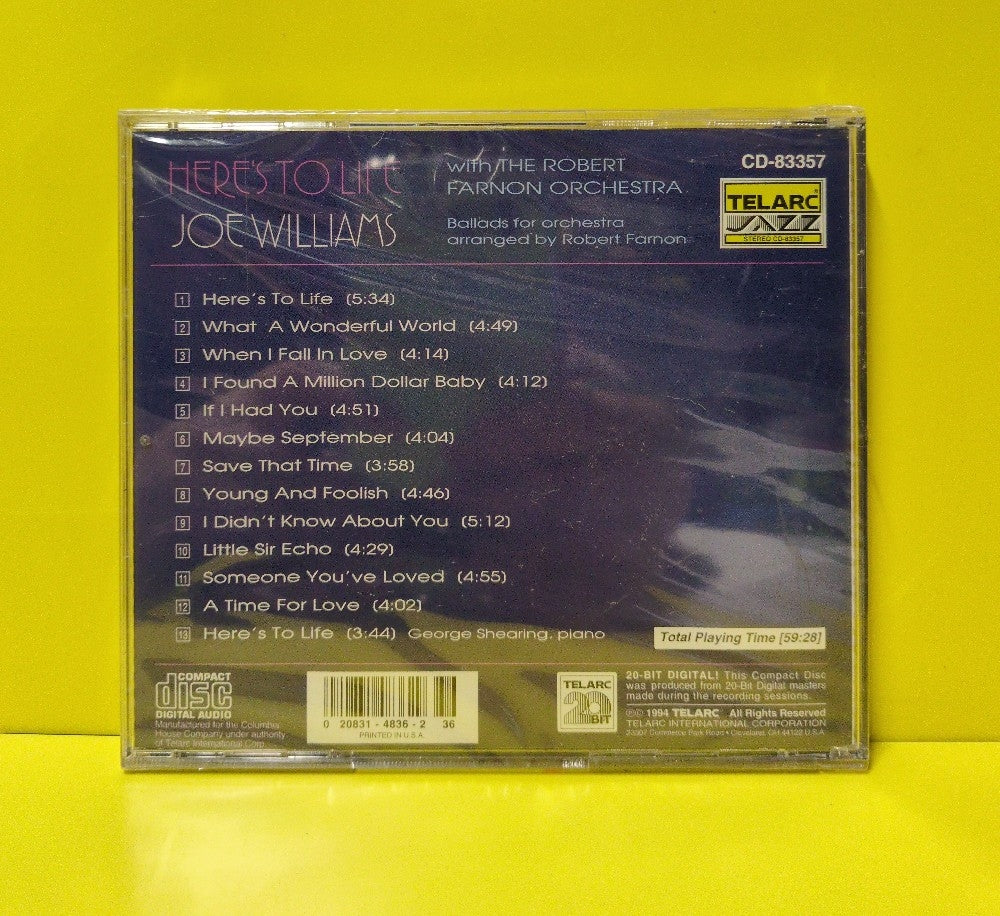 HERE'S TO LIFE
JOE WILLIAMS
with THE ROBERT
FARNON ORCHESTRA
Ballads for orchestra
arranged by Robert Farnon
CD-83357
TELARC
JAZZ
STEREO CD-83357
1 Here's To Life (5:34)
2 What A Wonderful World (4:49)
3 When I Fall In Love (4:14)
4 I Found A Million Dollar Baby (4:12)
5 If I Had You (4:51)
6 Maybe September (4:04)
7 Save That Time (3:58)
8 Young And Foolish (4:46)
9 I Didn't Know About You (5:12)
10 Little Sir Echo (4:29)
11 Someone You've Loved (4:55)
12 A Time For Love (4:02)
13 Here's To Life (3:44) George Shearing, piano
Total Playing Time [59:28]
COMPACT
disc
DIGITAL AUDIO
Manufactured for the Columbia
House Company under authority
of Telarc International Corp.
0 20831 - 4836 - 2 36
PRINTED IN U.S.A.
TELARC
20
BIT
20-BIT DIGITAL! This Compact Disc
was produced from 20-Bit Digital masters
made during the recording sessions.
℗© 1994 TELARC All Rights Reserved
TELARC INTERNATIONAL CORPORATION
23307 Commerce Park Road • Cleveland, OH 44122 U.S.A.